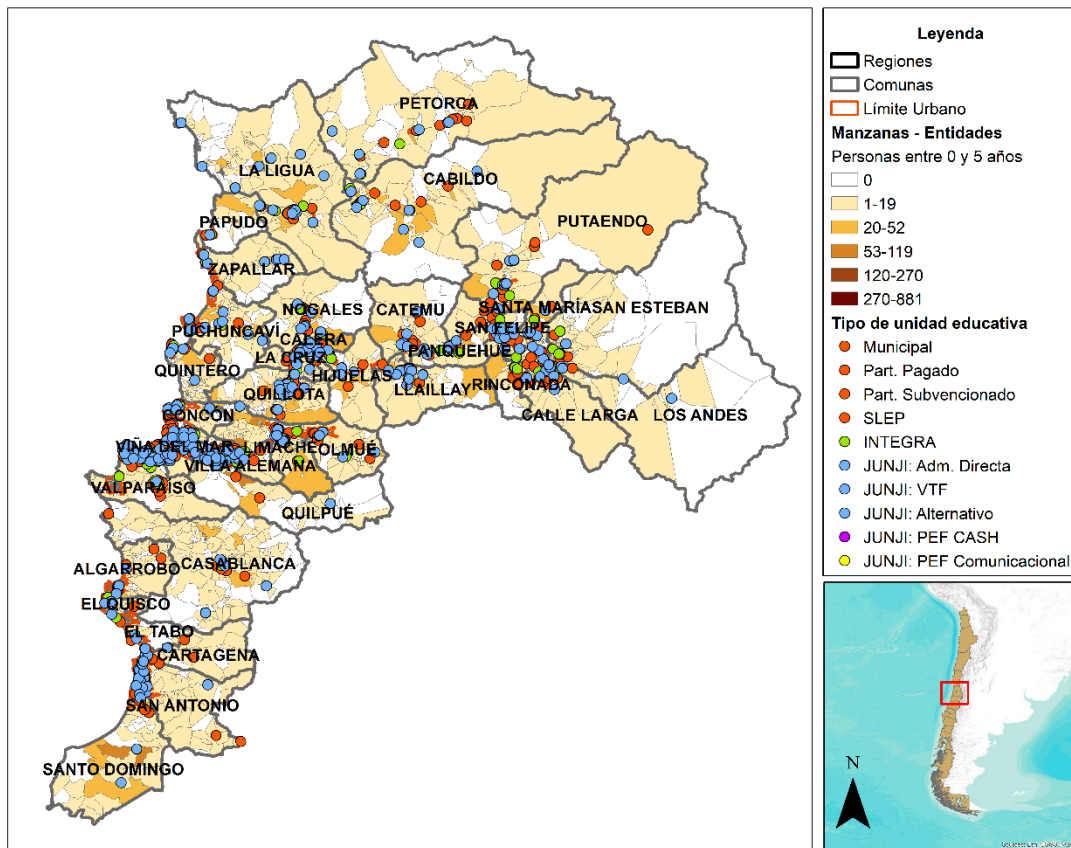 PETORCA
LA LIGUA
CABILDO
PUTAENDO
PAPUDO
ZAPALLAR
NOGALES
CATEMU
SANTA MARÍA
SAN ESTEBAN
PUCHUNCAVÍ
CALERA
SAN FELIPE
LA CRUZ
PANQUEHUE
QUINTERO
HIJUELAS
QUILLOTA
LLAILLAY
RINCONADA
CONCÓN
CALLE LARGA
LOS ANDES
VIÑA DEL MAR
LIMACHE
OLMUÉ
VILLA ALEMANA
VALPARAÍSO
QUILPUÉ
ALGARROBO
CASABLANCA
EL QUISCO
EL TABO
CARTAGENA
SAN ANTONIO
SANTO DOMINGO
Leyenda
Regiones
Comunas
Límite Urbano
Manzanas - Entidades
Personas entre 0 y 5 años
0
1-19
20-52
53-119
120-270
270-881
Tipo de unidad educativa
Municipal
Part. Pagado
Part. Subvencionado
SLEP
INTEGRA
JUNJI: Adm. Directa
JUNJI: VTF
JUNJI: Alternativo
JUNJI: PEF CASH
JUNJI: PEF Comunicacional
N